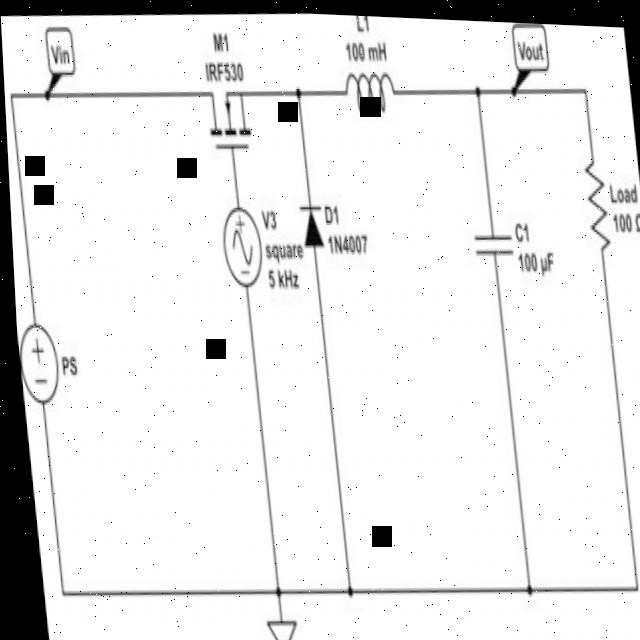 Vin
M1
IRF530
L1
100 mH
Vout
V3
square
5 kHz
D1
1N4007
C1
100 µF
Load
100 Ω
PS